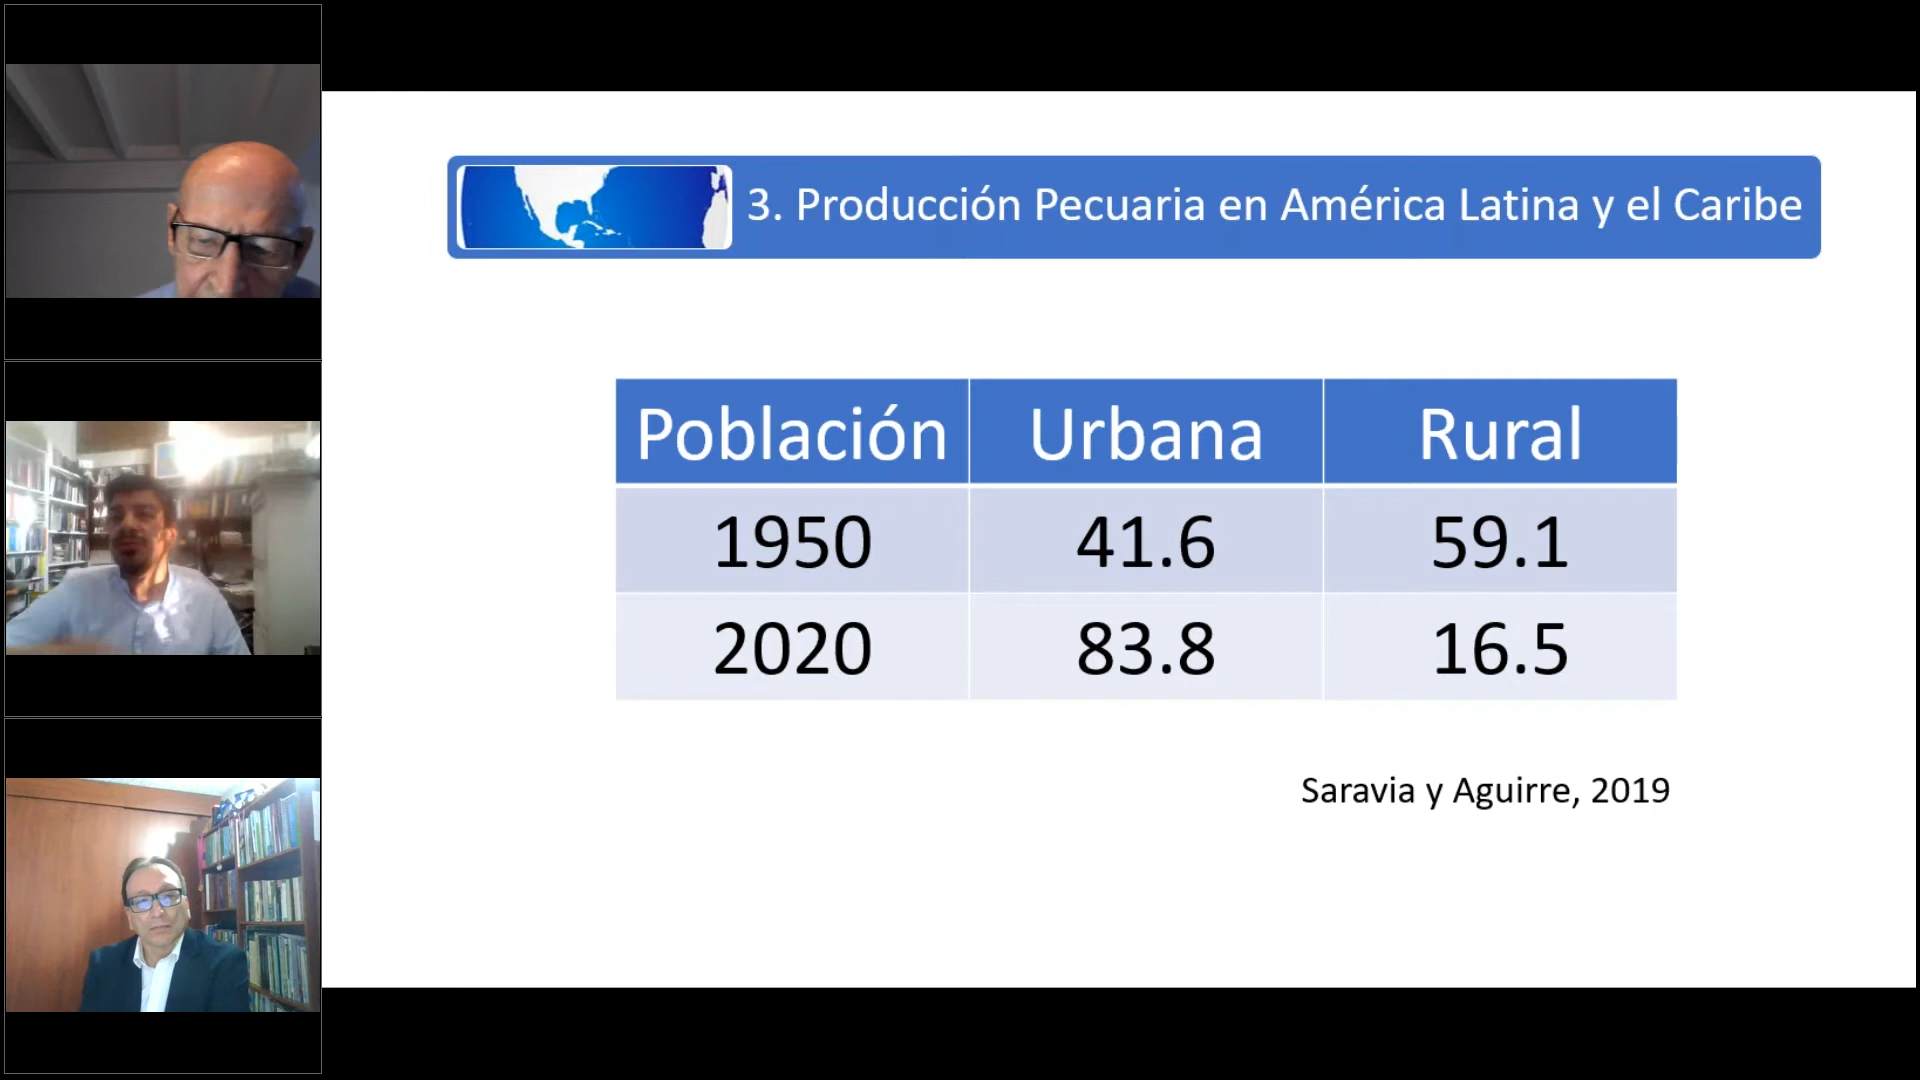 3. Producción Pecuaria en América Latina y el Caribe
Población Urbana Rural
1950 41.6 59.1
2020 83.8 16.5
Saravia y Aguirre, 2019